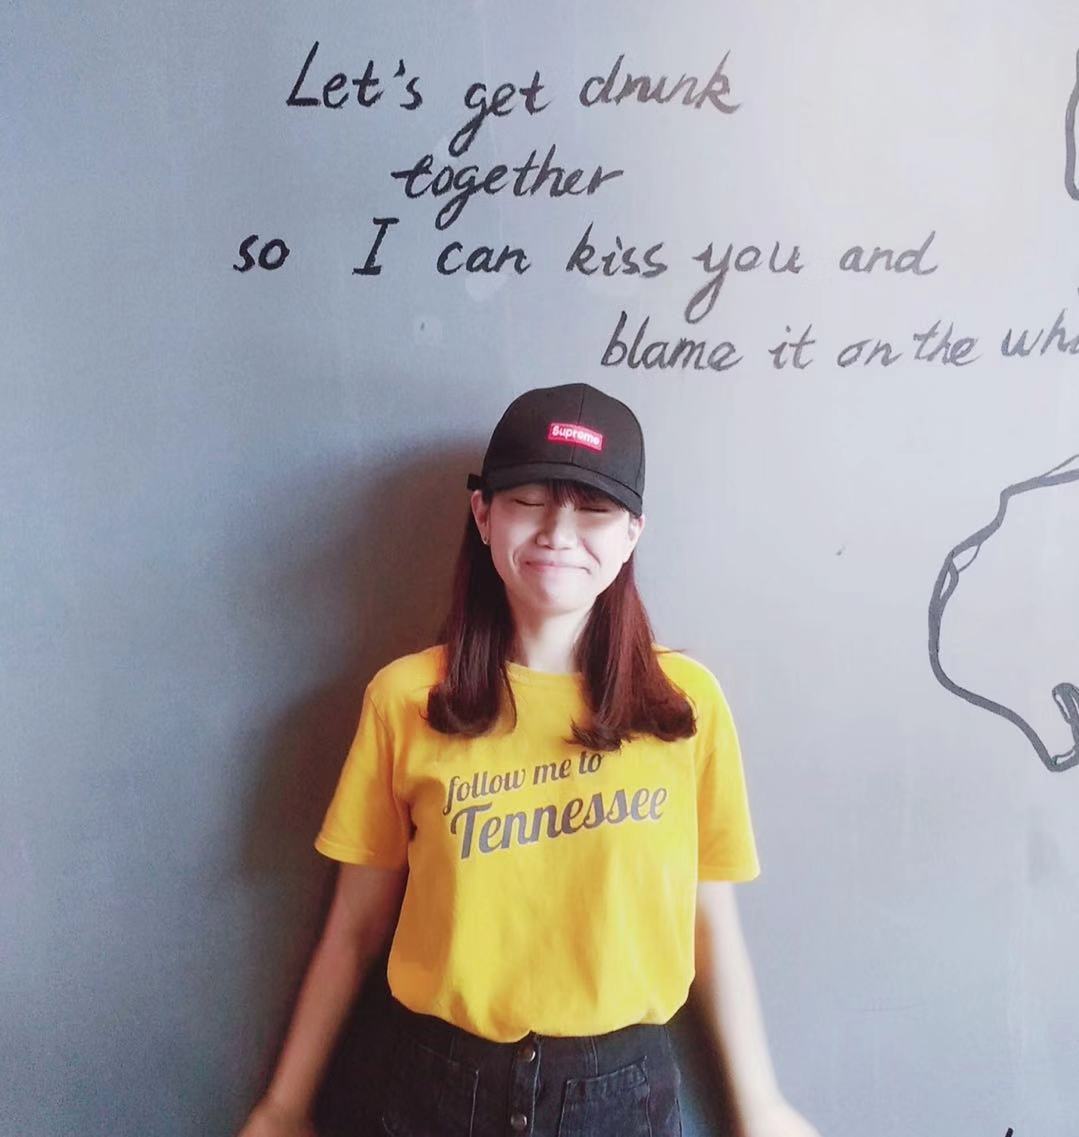 Let's get drunk
together
so I can kiss you and
blame it on the
Supreme
follow me to
Tennessee